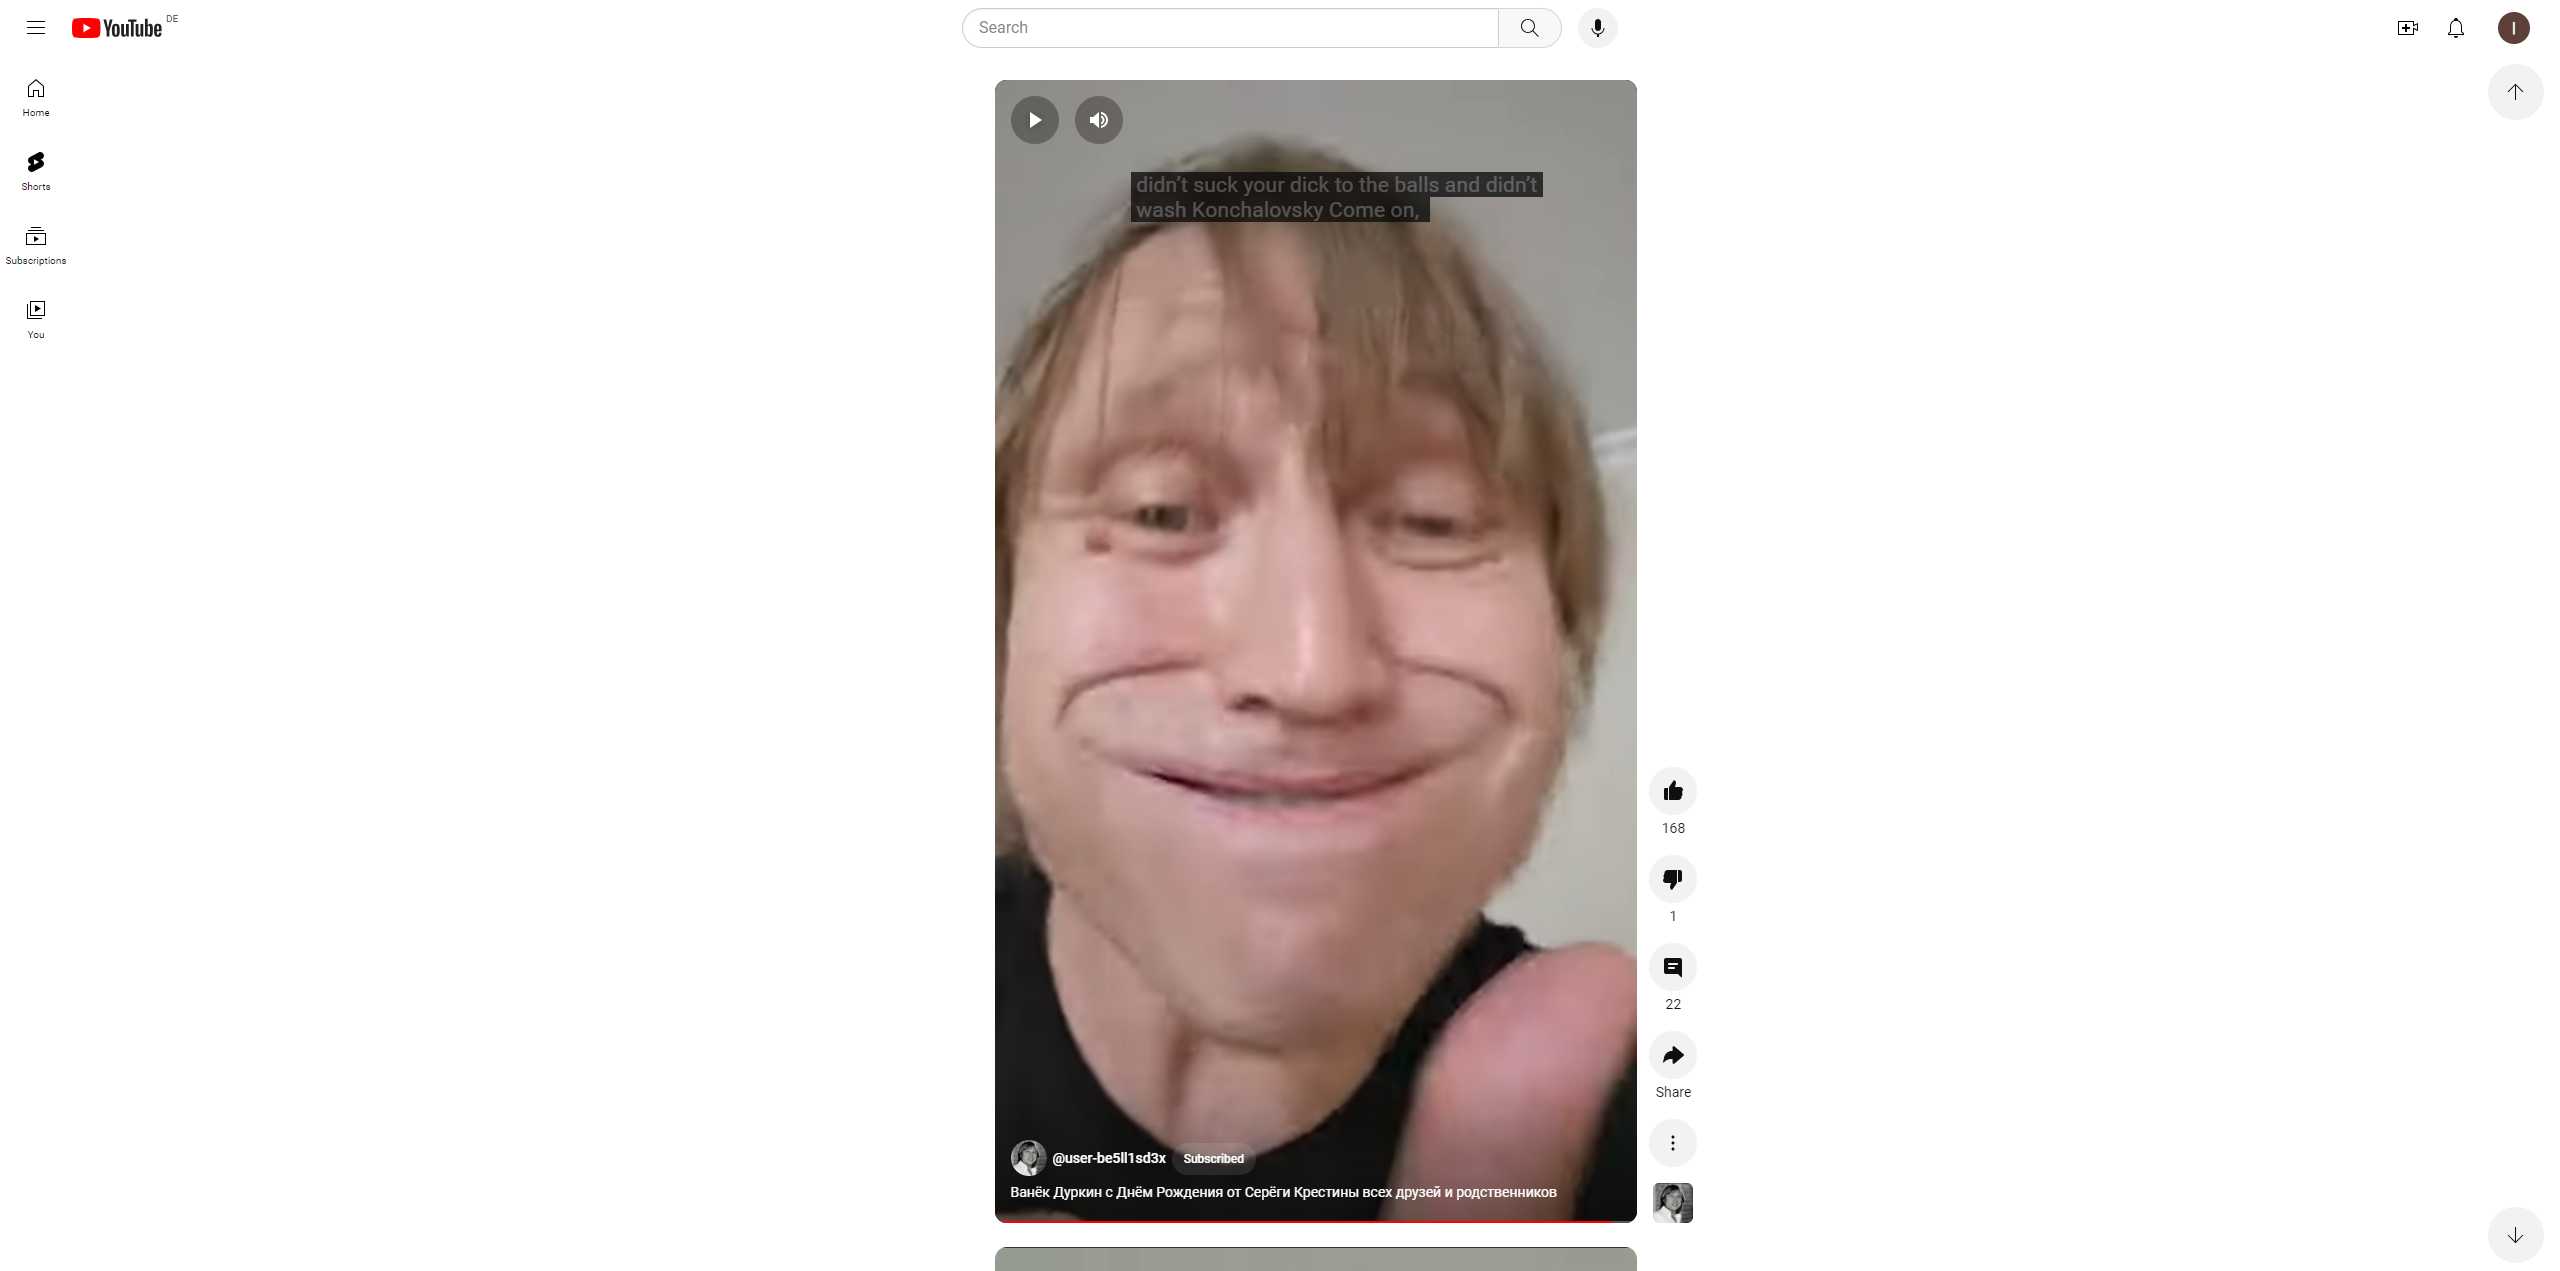 YouTube DE
Search
I
Home
Shorts
Subscriptions
You
didn't suck your dick to the balls and didn't
wash Konchalovsky Come on,
168
1
22
Share
@user-be5ll1sd3x Subscribed
Ванёк Дуркин с Днём Рождения от Серёги Крестины всех друзей и родственников